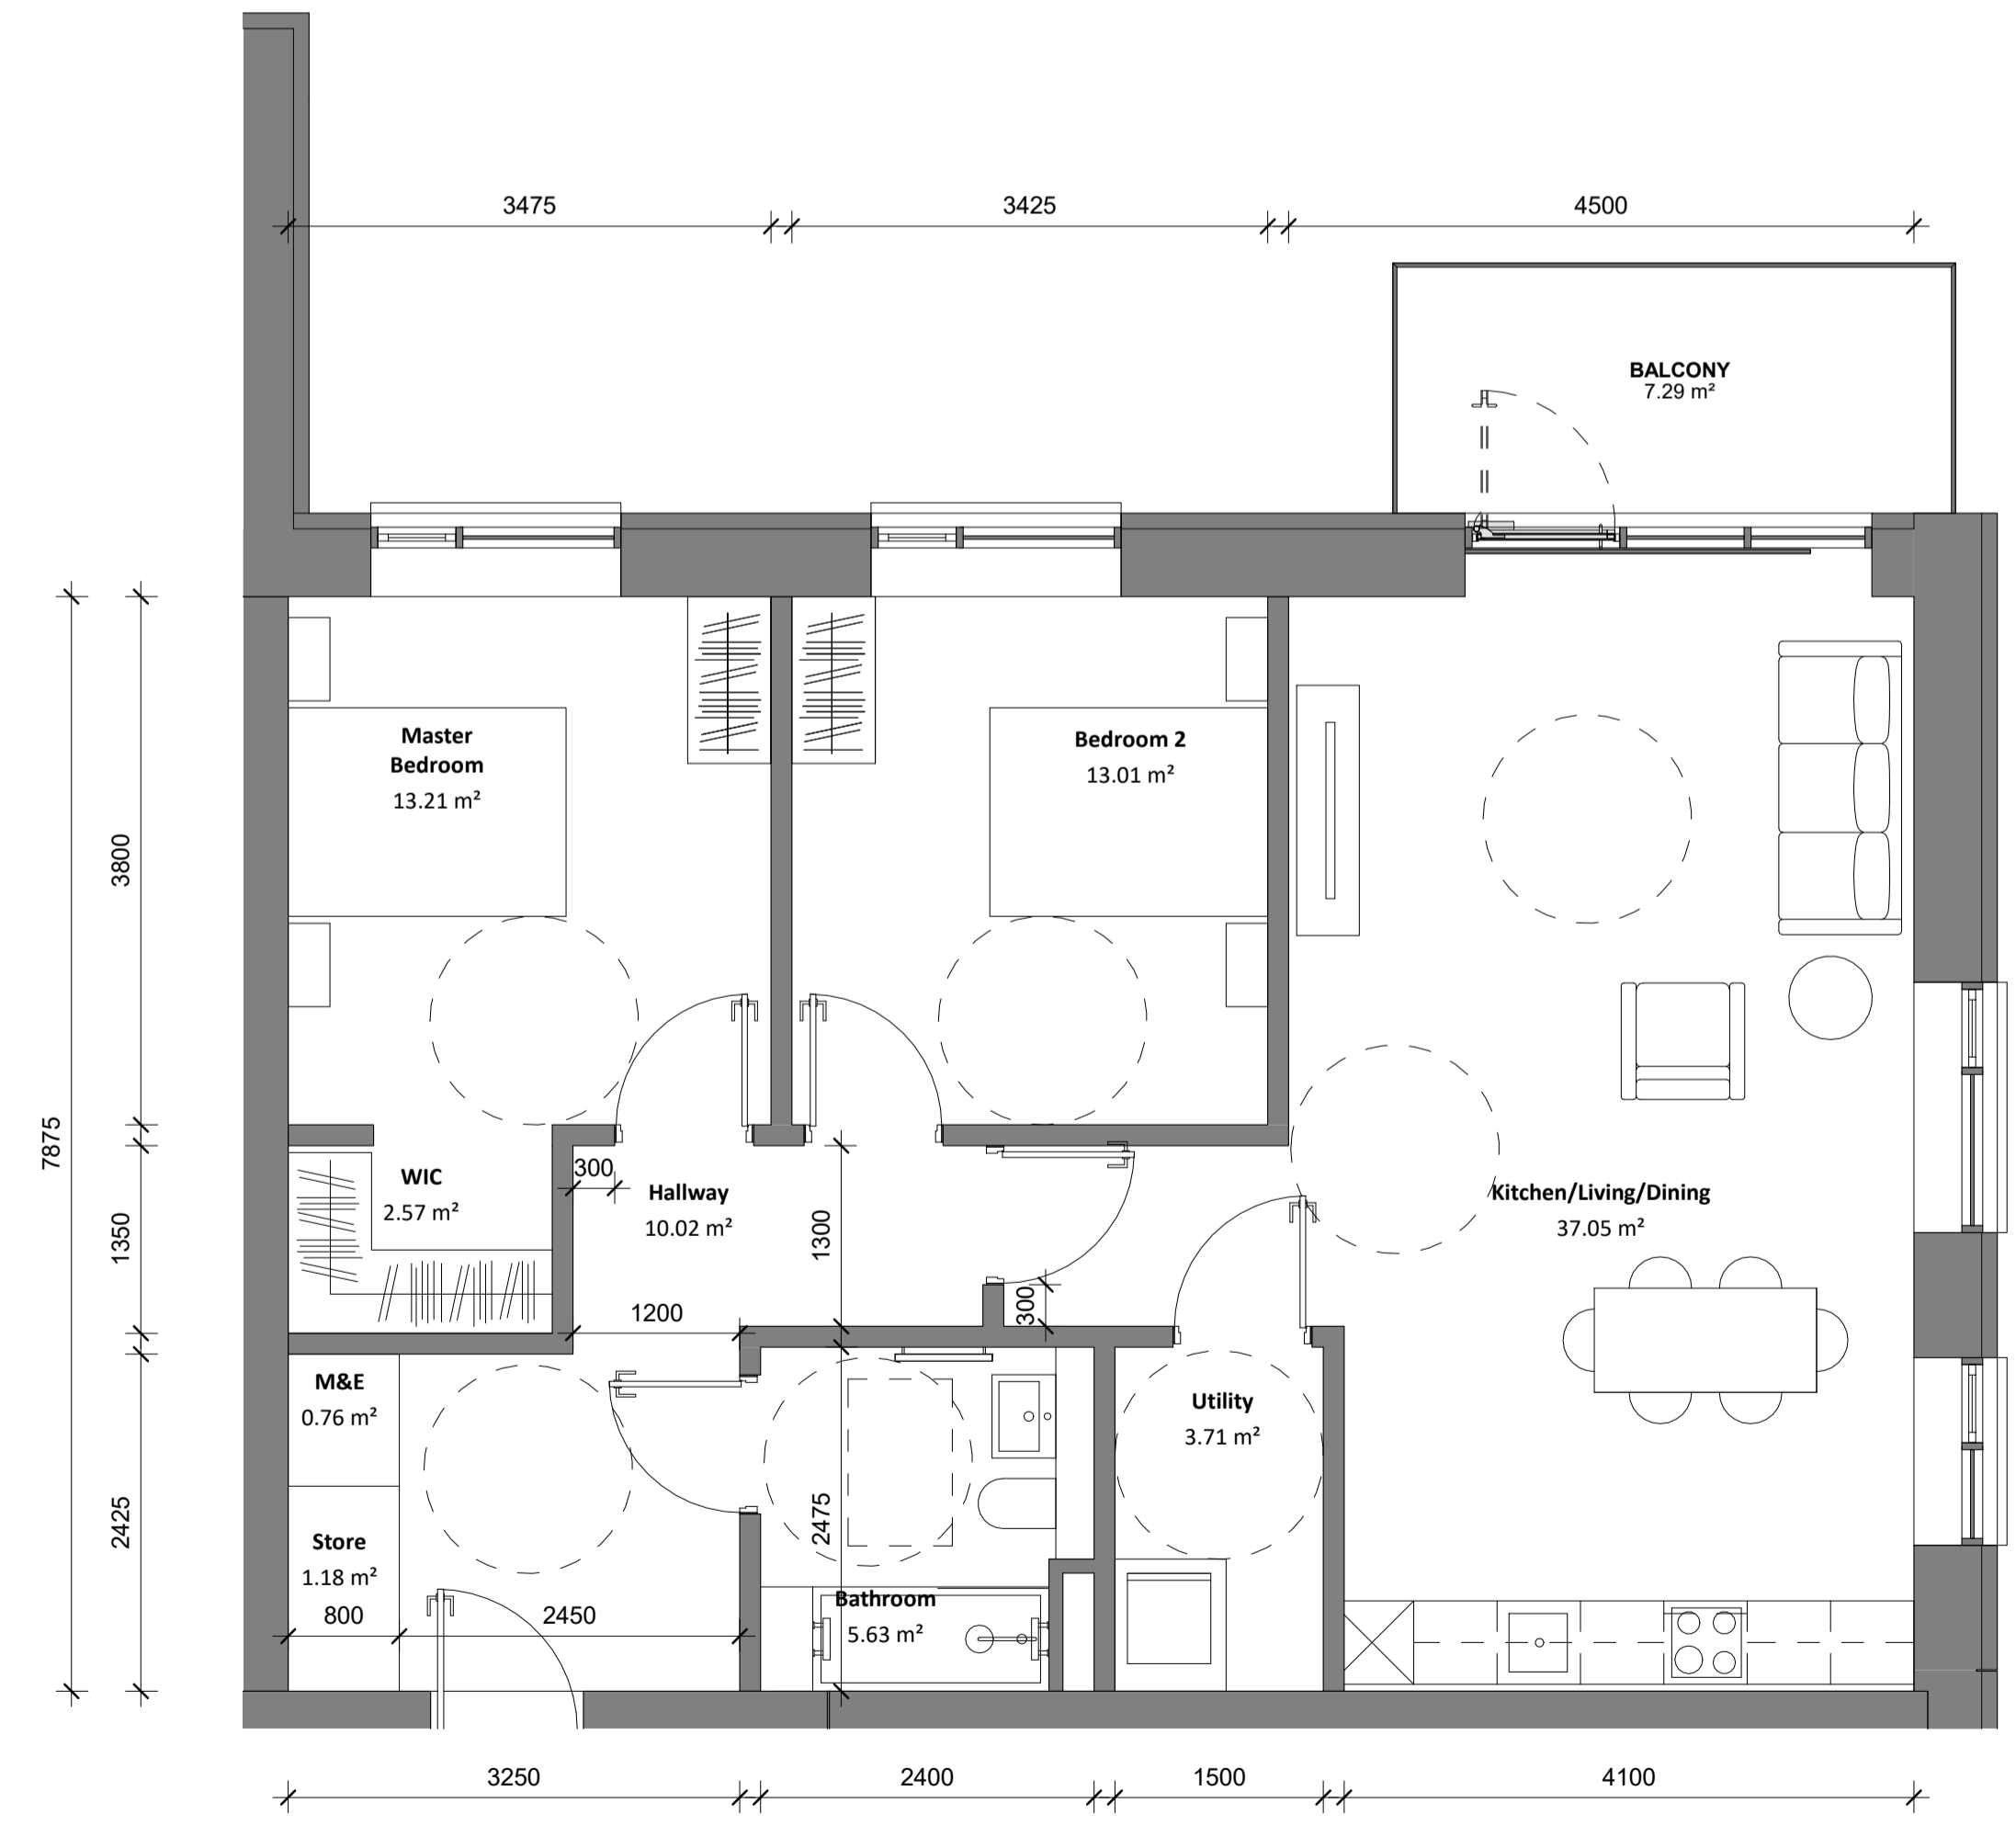 3475
3425
4500
BALCONY
7.29 m²
Master
Bedroom
13.21 m²
Bedroom 2
13.01 m²
3800
7875
WIC
2.57 m²
300
Hallway
10.02 m²
Kitchen/Living/Dining
37.05 m²
1350
1300
300
1200
M&E
0.76 m²
Utility
3.71 m²
2425
2475
Store
1.18 m²
800
2450
Bathroom
5.63 m²
3250
2400
1500
4100